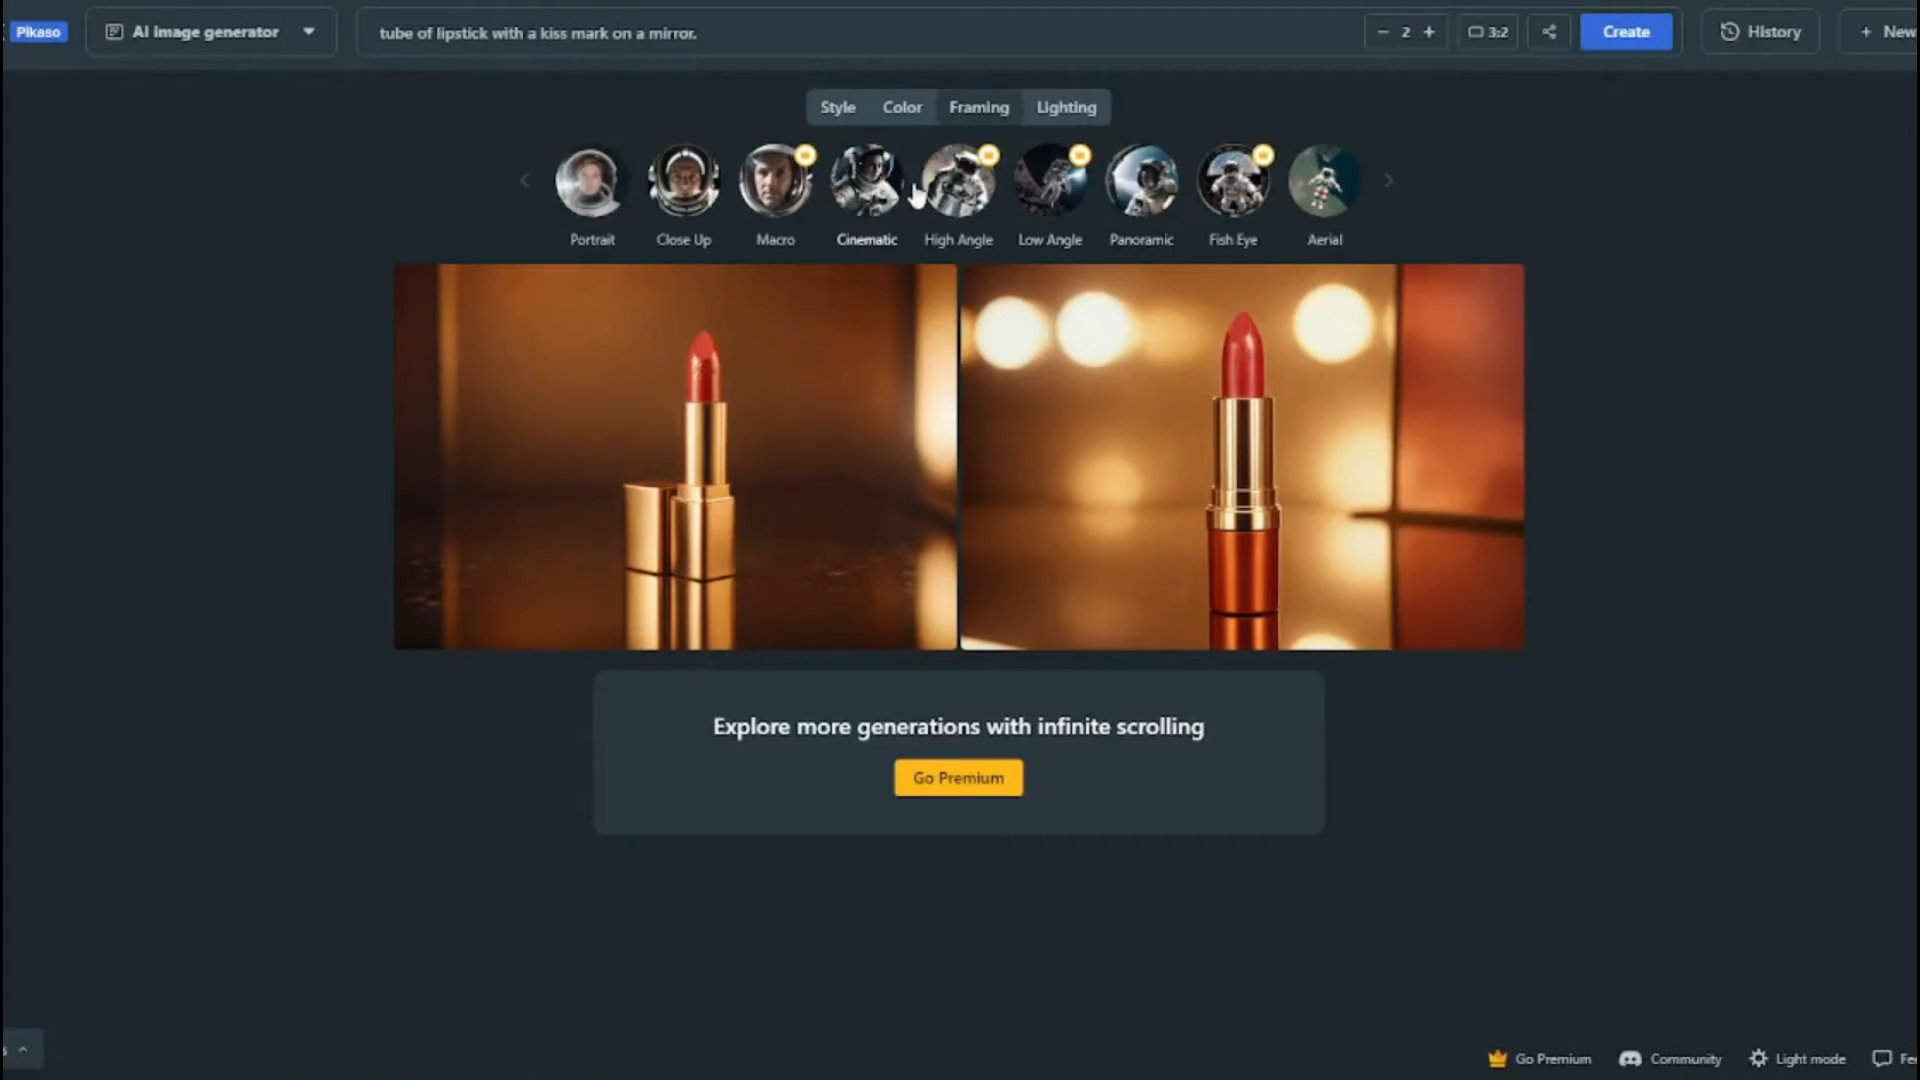 Pikaso
AI Image generator
tube of lipstick with a kiss mark on a mirror.
2
3:2
Create
History
+ New
Style Color Framing Lighting
Portrait Close Up Macro Cinematic High Angle Low Angle Panoramic Fish Eye Aerial
Explore more generations with infinite scrolling
Go Premium
Go Premium Community Light mode